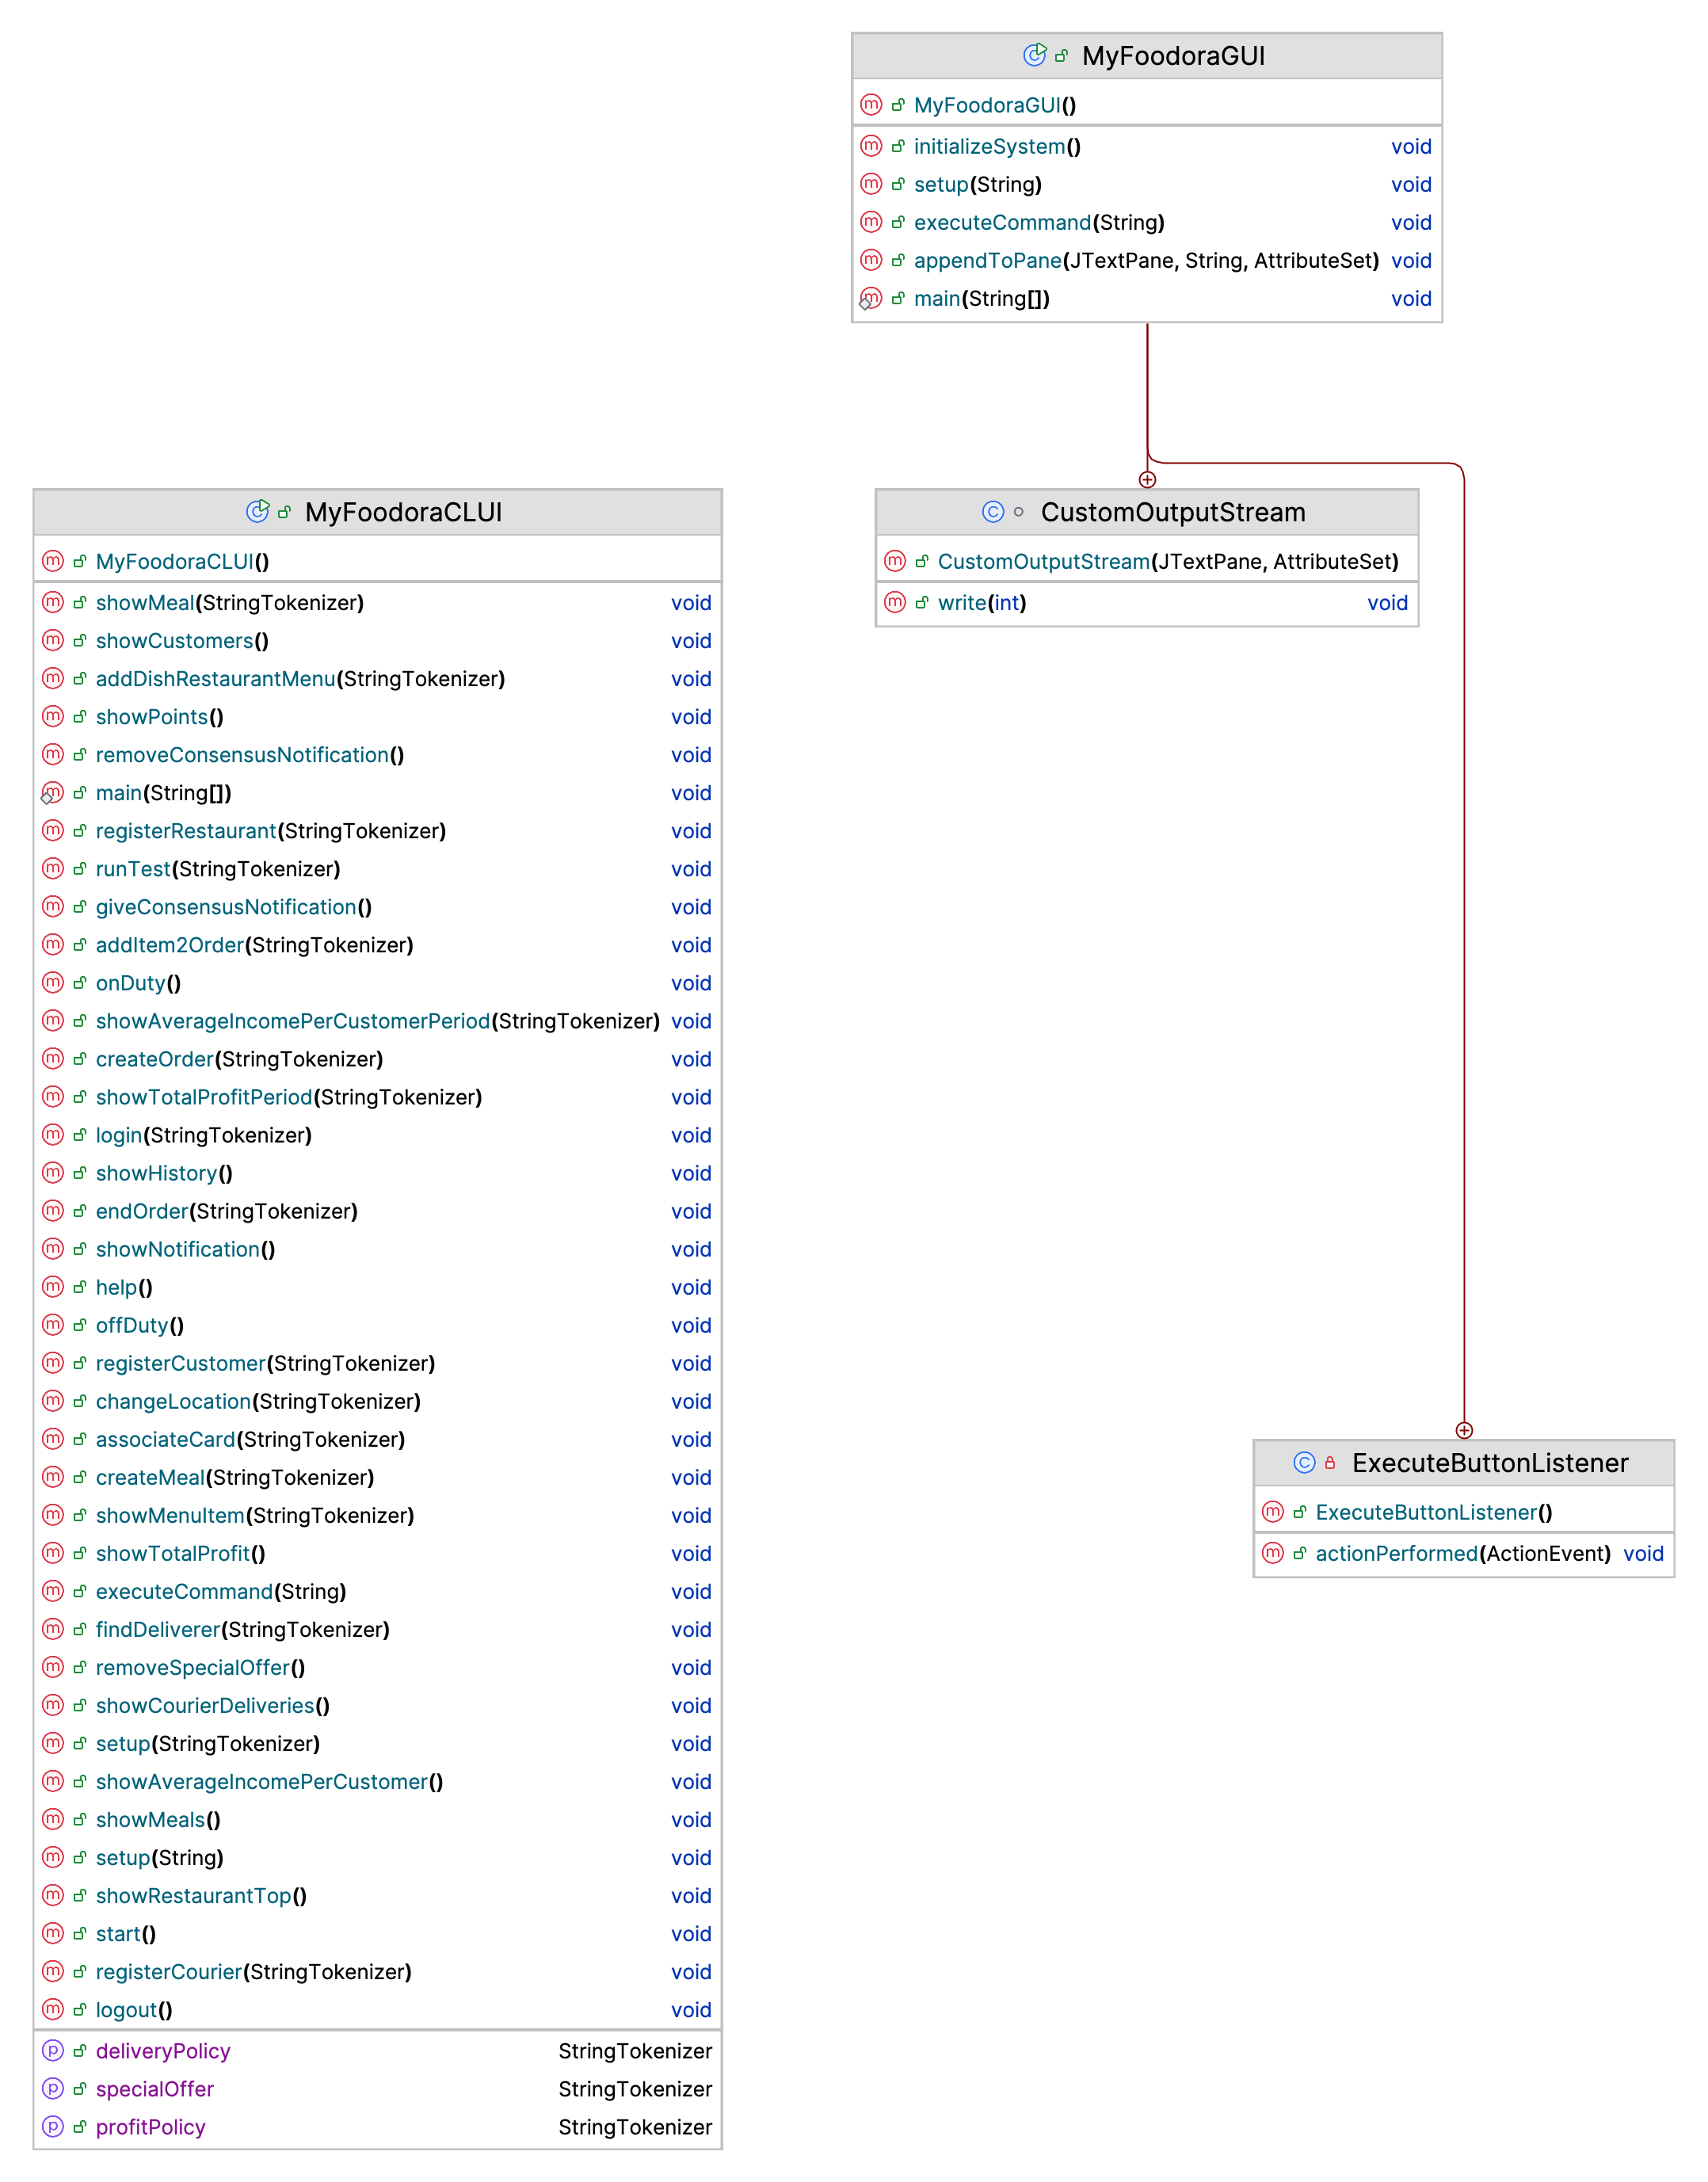 MyFoodoraGUI
MyFoodoraGUI()
initializeSystem() void
setup(String) void
executeCommand(String) void
appendToPane(JTextPane, String, AttributeSet) void
main(String[]) void
MyFoodoraCLUI
MyFoodoraCLUI()
showMeal(StringTokenizer) void
showCustomers() void
addDishRestaurantMenu(StringTokenizer) void
showPoints() void
removeConsensusNotification() void
main(String[]) void
registerRestaurant(StringTokenizer) void
runTest(StringTokenizer) void
giveConsensusNotification() void
addItem2Order(StringTokenizer) void
onDuty() void
showAverageIncomePerCustomerPeriod(StringTokenizer) void
createOrder(StringTokenizer) void
showTotalProfitPeriod(StringTokenizer) void
login(StringTokenizer) void
showHistory() void
endOrder(StringTokenizer) void
showNotification() void
help() void
offDuty() void
registerCustomer(StringTokenizer) void
changeLocation(StringTokenizer) void
associateCard(StringTokenizer) void
createMeal(StringTokenizer) void
showMenuItem(StringTokenizer) void
showTotalProfit() void
executeCommand(String) void
findDeliverer(StringTokenizer) void
removeSpecialOffer() void
showCourierDeliveries() void
setup(StringTokenizer) void
showAverageIncomePerCustomer() void
showMeals() void
setup(String) void
showRestaurantTop() void
start() void
registerCourier(StringTokenizer) void
logout() void
deliveryPolicy StringTokenizer
specialOffer StringTokenizer
profitPolicy StringTokenizer
CustomOutputStream
CustomOutputStream(JTextPane, AttributeSet)
write(int) void
ExecuteButtonListener
ExecuteButtonListener()
actionPerformed(ActionEvent) void